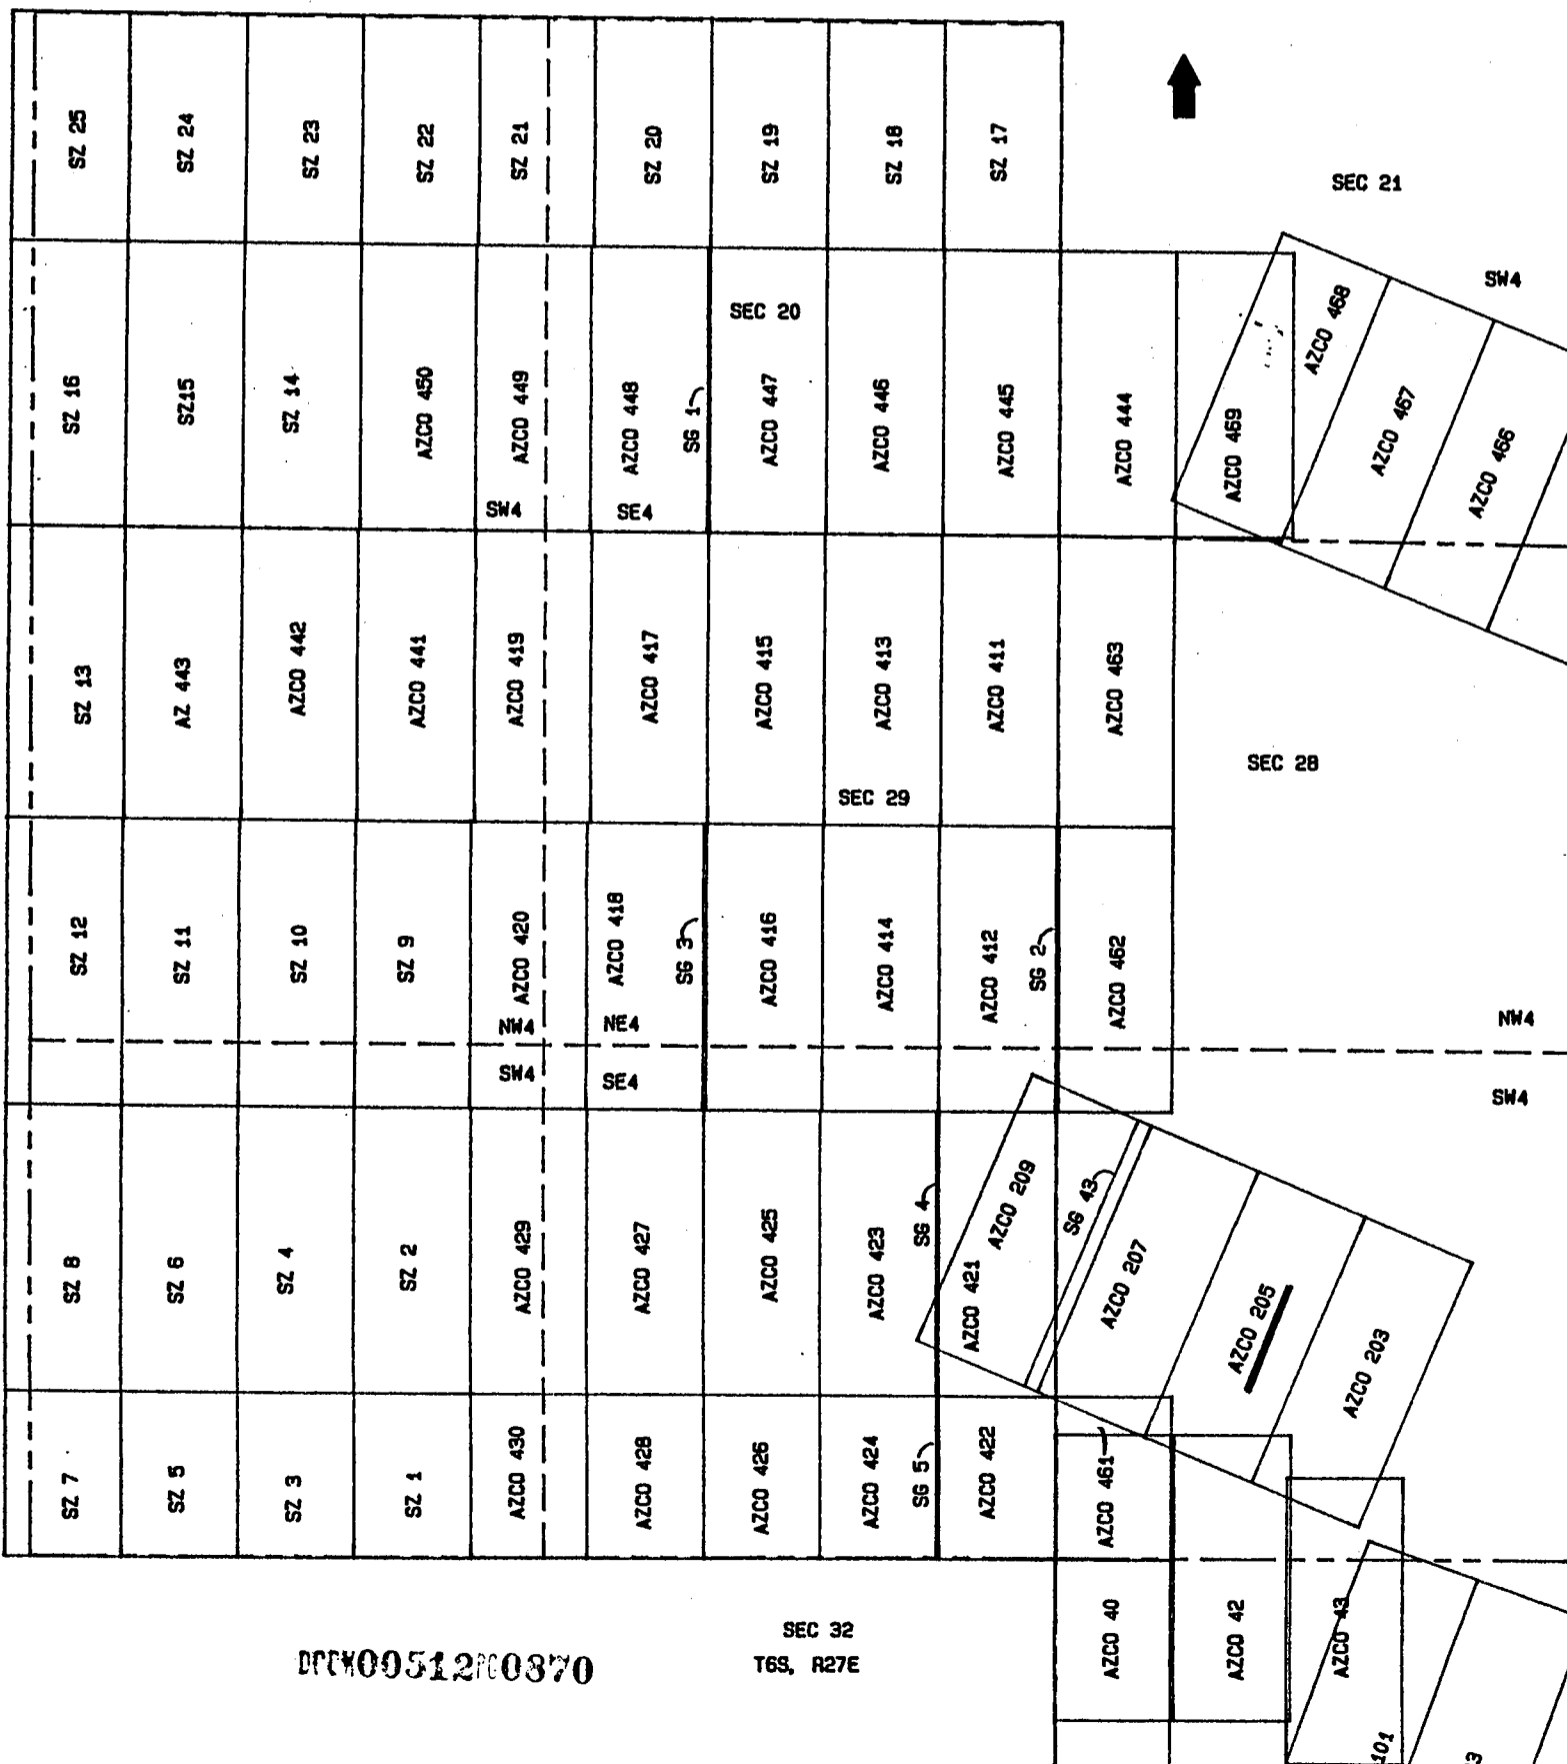 SZ 25
SZ 24
SZ 23
SZ 22
SZ 21
SZ 20
SZ 19
SZ 18
SZ 17
SEC 21
SW4
SZ 16
SZ15
SZ 14
AZCO 450
AZCO 449
AZCO 448
SG 1
SEC 20
AZCO 447
AZCO 446
AZCO 445
AZCO 444
AZCO 469
AZCO 468
AZCO 467
AZCO 466
SW4
SE4
SZ 13
AZ 443
AZCO 442
AZCO 441
AZCO 419
AZCO 417
AZCO 415
AZCO 413
AZCO 411
AZCO 463
SEC 29
SEC 28
SZ 12
SZ 11
SZ 10
SZ 9
AZCO 420
AZCO 418
SG 3
AZCO 416
AZCO 414
AZCO 412
SG 2
AZCO 462
NW4
NE4
NW4
SW4
SE4
SW4
SZ 8
SZ 6
SZ 4
SZ 2
AZCO 429
AZCO 427
AZCO 425
AZCO 423
SG 4
AZCO 421
AZCO 209
SG 43
AZCO 207
AZCO 205
AZCO 203
SZ 7
SZ 5
SZ 3
SZ 1
AZCO 430
AZCO 428
AZCO 426
AZCO 424
SG 5
AZCO 422
AZCO 461
AZCO 40
AZCO 42
AZCO 43
101
3
SEC 32
T6S, R27E
00512
0870